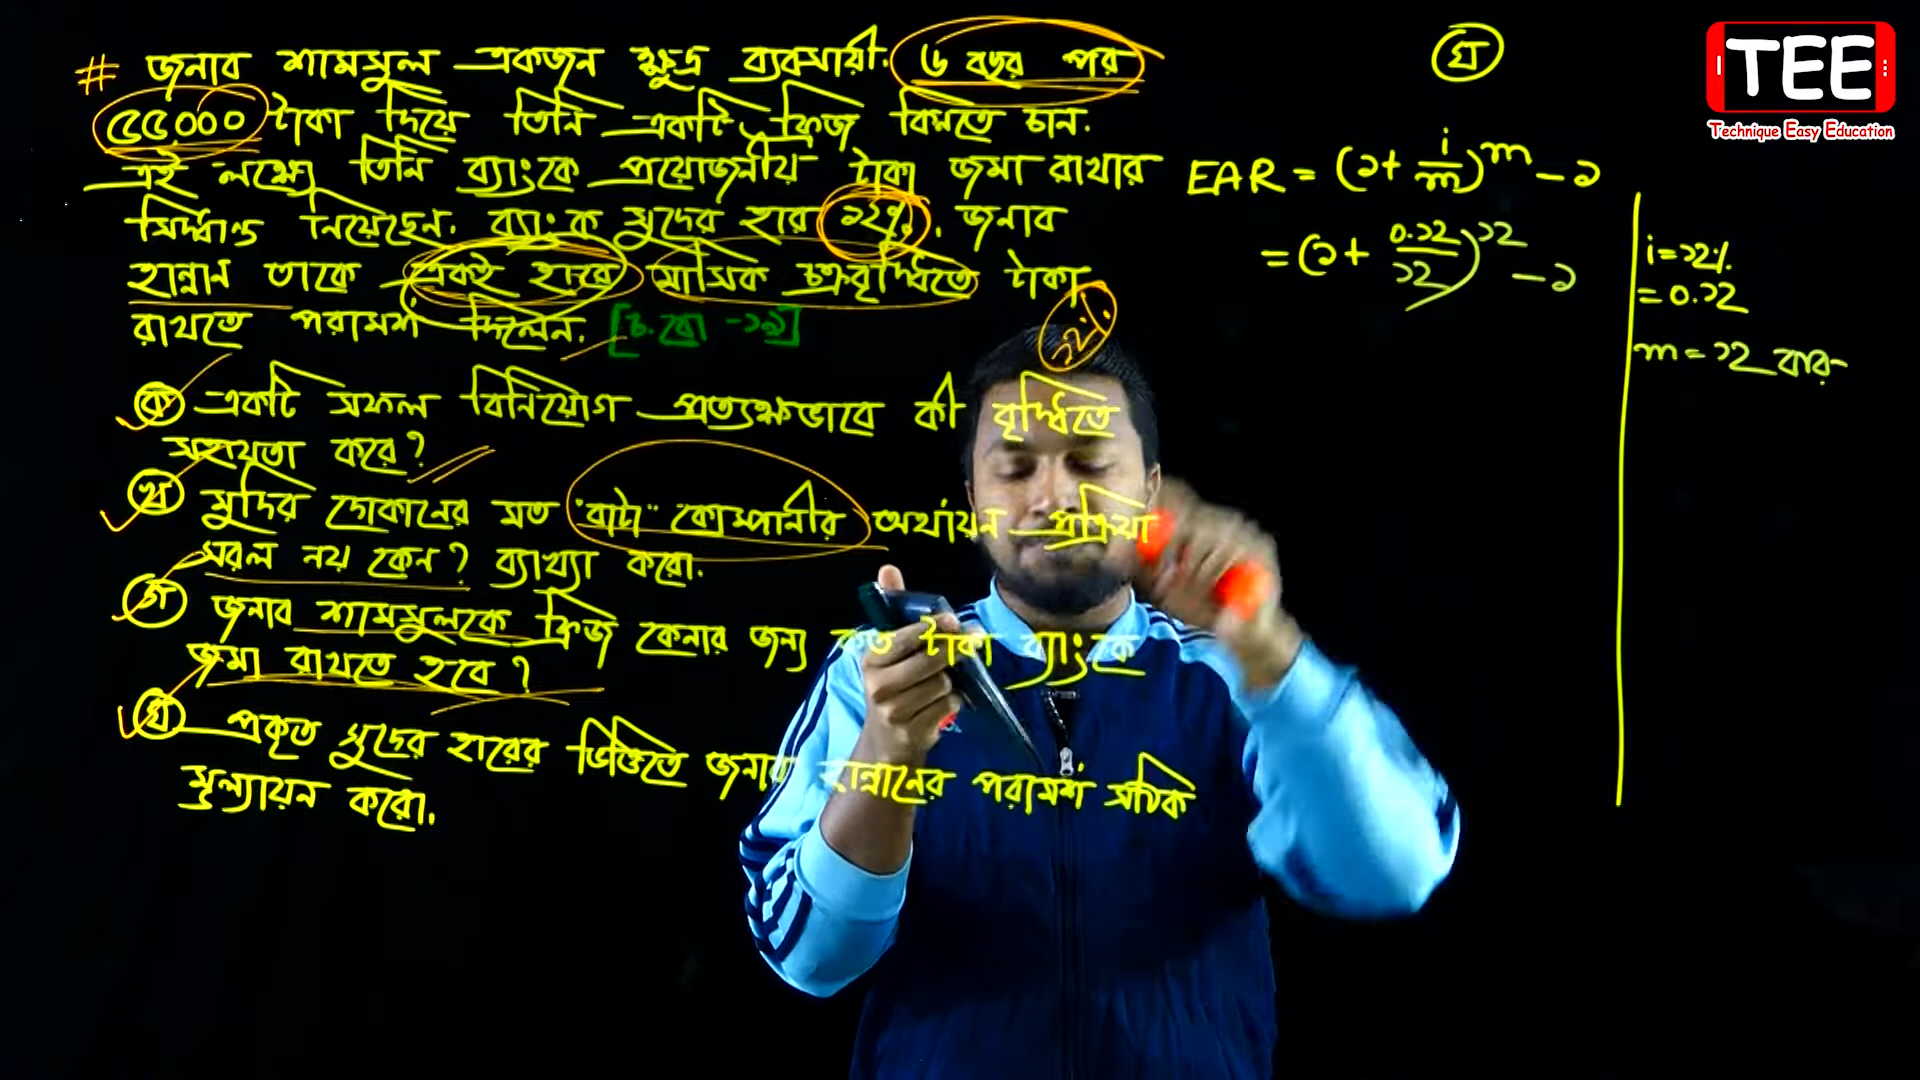 # জনাব শামসুল একজন ক্ষুদ্র ব্যবসায়ী. ৬ বছর পর
৫৫০০০ টাকা দিয়ে তিনি একটি ফ্রিজ কিনতে চান.
এই লক্ষ্যে তিনি ব্যাংকে প্রয়োজনীয় টাকা জমা রাখার
সিদ্ধান্ত নিয়েছেন. ব্যাংক সুদের হার ১২%. জনাব
হান্নান তাকে একই হারে মাসিক চক্রবৃদ্ধিতে টাকা
রাখতে পরামর্শ দিলেন. [চ.বো -১৯] ১২%
ক একটি সফল বিনিয়োগ প্রত্যক্ষভাবে কী বৃদ্ধিতে
সহায়তা করে?
খ মুদির দোকানের মত "বাটা" কোম্পানীর অর্থায়ন প্রক্রিয়া
সরল নয় কেন? ব্যাখ্যা করো.
গ জনাব শামসুলকে ফ্রিজ কেনার জন্য কত টাকা ব্যাংকে
জমা রাখতে হবে?
ঘ প্রকৃত সুদের হারের ভিত্তিতে জনাব হান্নানের পরামর্শ সঠিক
মুল্যায়ন করো.
ঘ
EAR = (১+ i/m)^m - ১
= (১+ 0.১২/১২)^১২ - ১
i = ১২%
= 0.১২
m = ১২ বার
TEE
Technique Easy Education